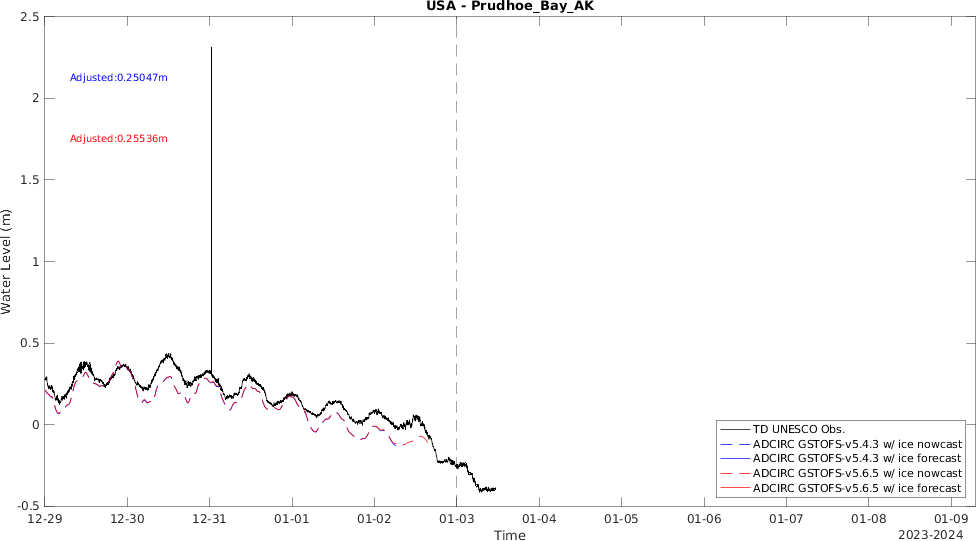 USA - Prudhoe_Bay_AK
Adjusted:0.25047m
Adjusted:0.25536m
Water Level (m)
2.5
2
1.5
1
0.5
0
-0.5
TD UNESCO Obs.
ADCIRC GSTOFS-v5.4.3 w/ ice nowcast
ADCIRC GSTOFS-v5.4.3 w/ ice forecast
ADCIRC GSTOFS-v5.6.5 w/ ice nowcast
ADCIRC GSTOFS-v5.6.5 w/ ice forecast
12-29 12-30 12-31 01-01 01-02 01-03 01-04 01-05 01-06 01-07 01-08 01-09
Time
2023-2024